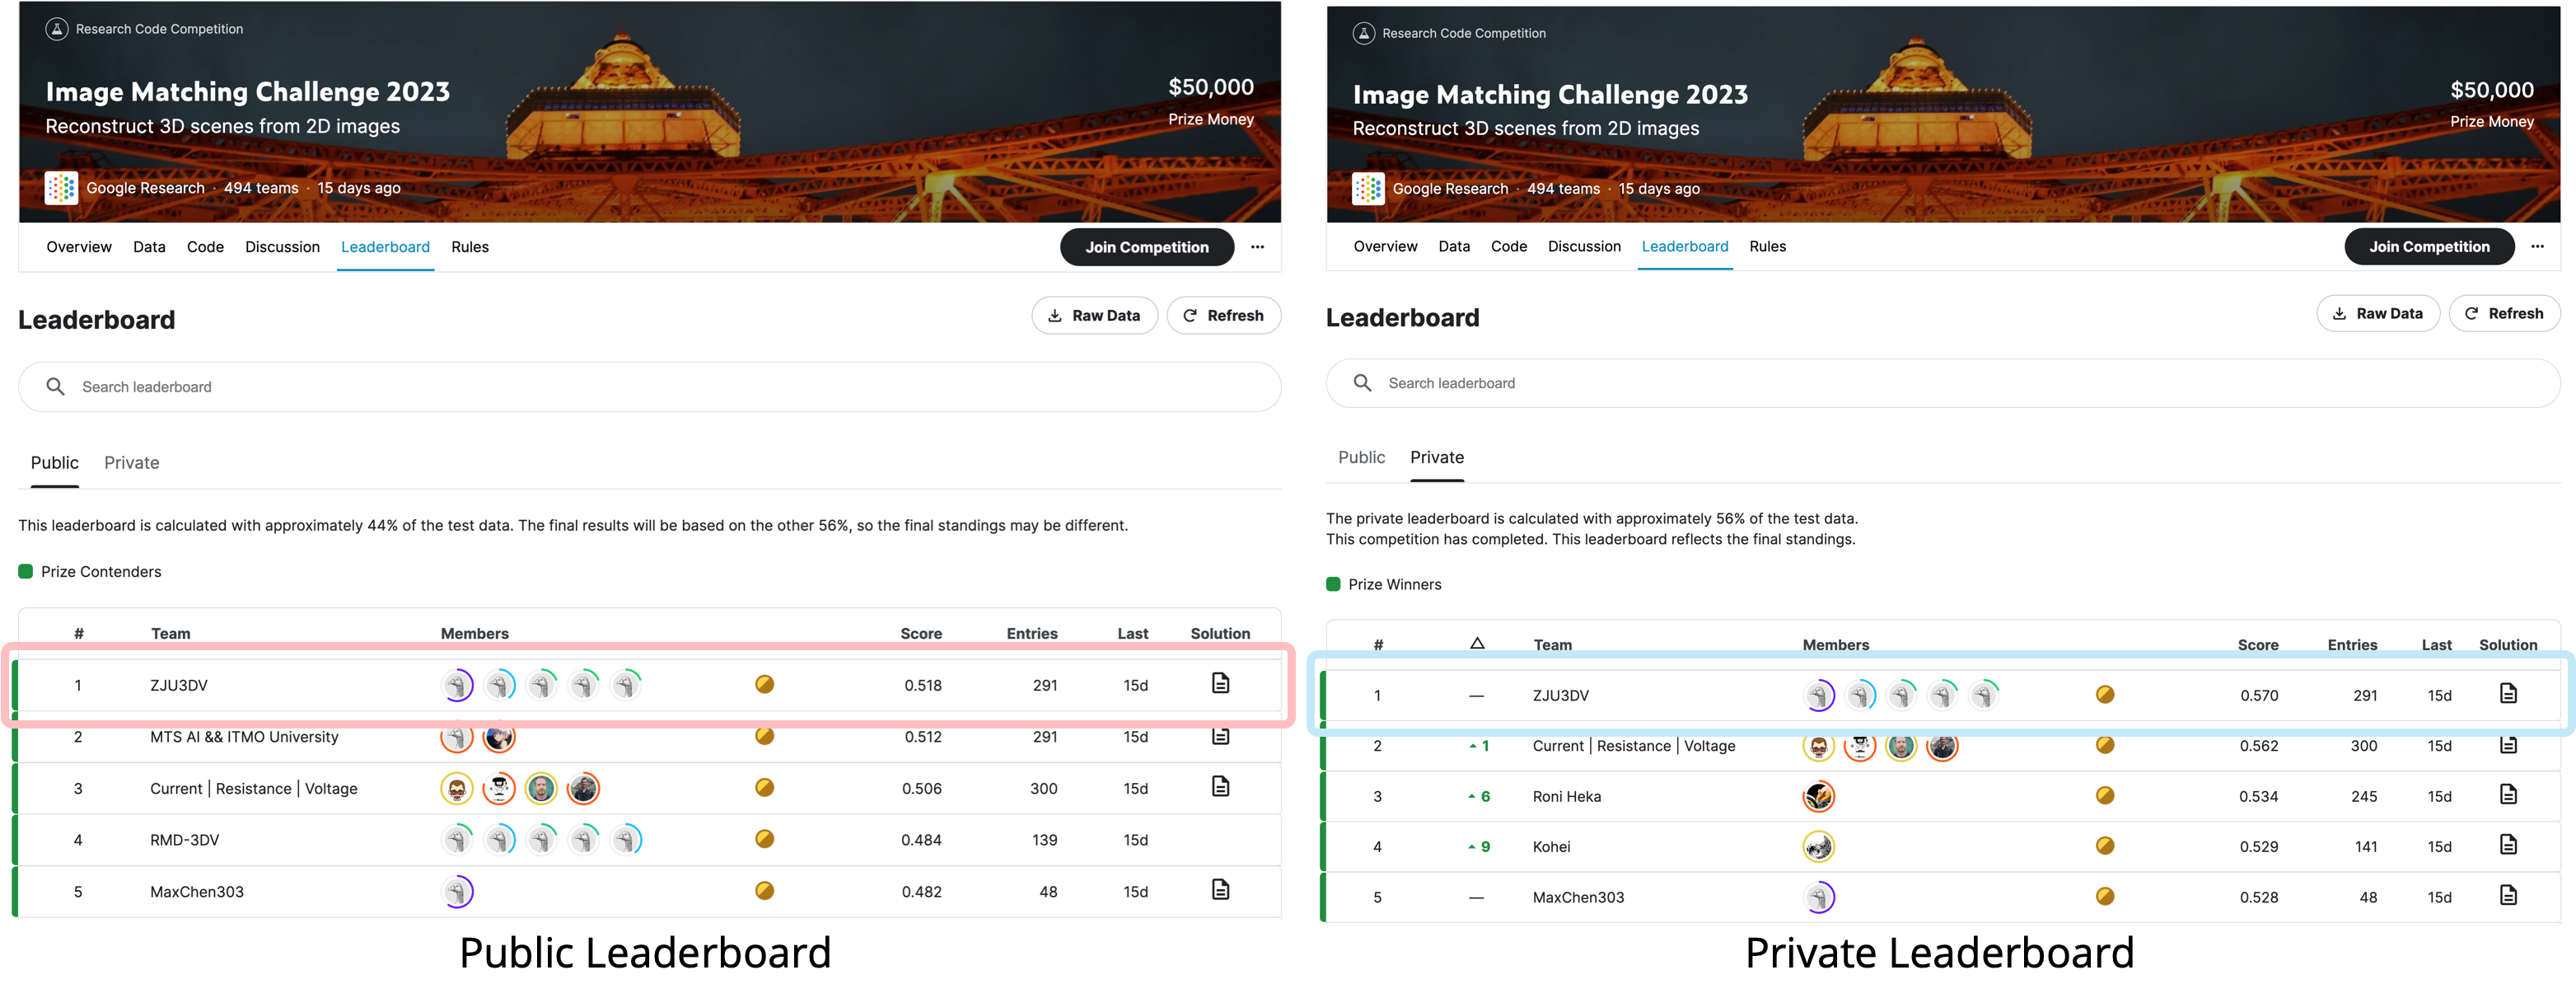 Research Code Competition
Image Matching Challenge 2023
Reconstruct 3D scenes from 2D images
$50,000
Prize Money
Google Research · 494 teams · 15 days ago
Overview Data Code Discussion Leaderboard Rules Join Competition ...
Leaderboard
Raw Data Refresh
Search leaderboard
Public Private
This leaderboard is calculated with approximately 44% of the test data. The final results will be based on the other 56%, so the final standings may be different.
Prize Contenders
# Team Members Score Entries Last Solution
1 ZJU3DV 0.518 291 15d
2 MTS AI && ITMO University 0.512 291 15d
3 Current | Resistance | Voltage 0.506 300 15d
4 RMD-3DV 0.484 139 15d
5 MaxChen303 0.482 48 15d
Public Leaderboard
Research Code Competition
Image Matching Challenge 2023
Reconstruct 3D scenes from 2D images
$50,000
Prize Money
Google Research · 494 teams · 15 days ago
Overview Data Code Discussion Leaderboard Rules Join Competition ...
Leaderboard
Raw Data Refresh
Search leaderboard
Public Private
The private leaderboard is calculated with approximately 56% of the test data.
This competition has completed. This leaderboard reflects the final standings.
Prize Winners
# △ Team Members Score Entries Last Solution
1 — ZJU3DV 0.570 291 15d
2 ▲ 1 Current | Resistance | Voltage 0.562 300 15d
3 ▲ 6 Roni Heka 0.534 245 15d
4 ▲ 9 Kohei 0.529 141 15d
5 — MaxChen303 0.528 48 15d
Private Leaderboard